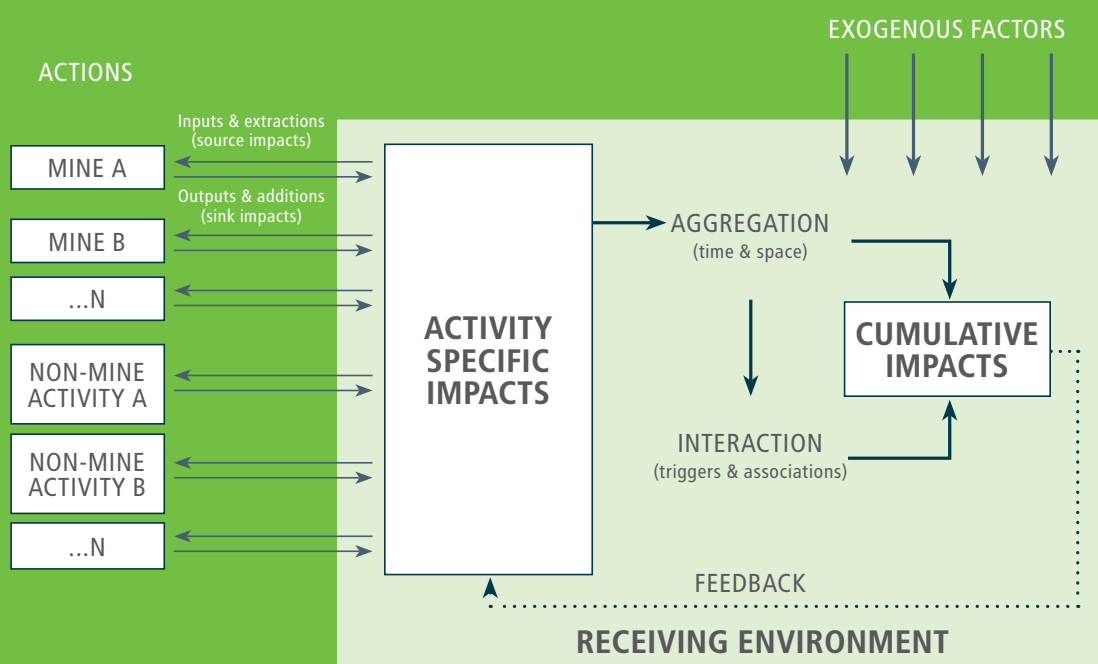 EXOGENOUS FACTORS
ACTIONS
Inputs & extractions
(source impacts)
MINE A
Outputs & additions
(sink impacts)
MINE B
...N
NON-MINE
ACTIVITY A
NON-MINE
ACTIVITY B
...N
ACTIVITY
SPECIFIC
IMPACTS
AGGREGATION
(time & space)
CUMULATIVE
IMPACTS
INTERACTION
(triggers & associations)
FEEDBACK
RECEIVING ENVIRONMENT